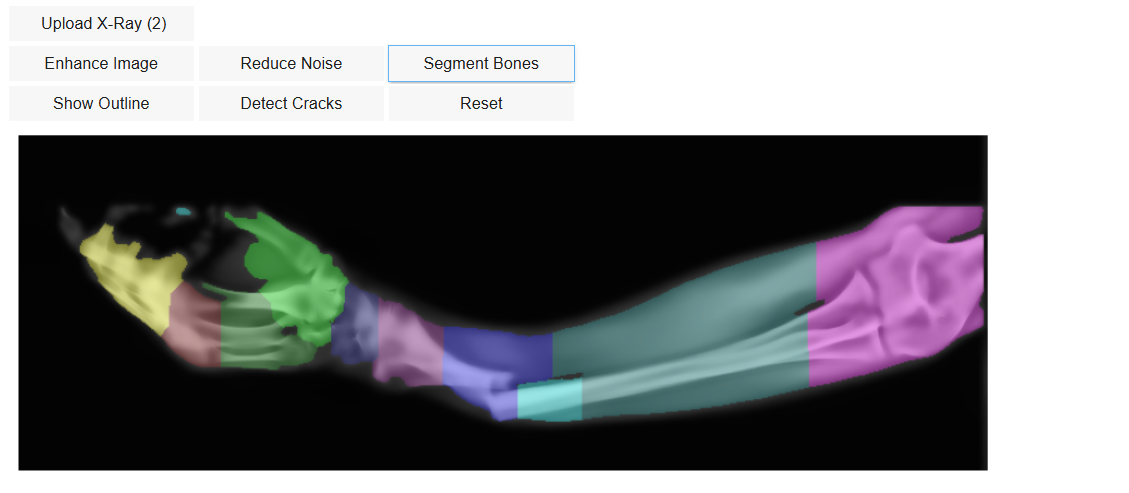 Upload X-Ray (2)
Enhance Image Reduce Noise Segment Bones
Show Outline Detect Cracks Reset